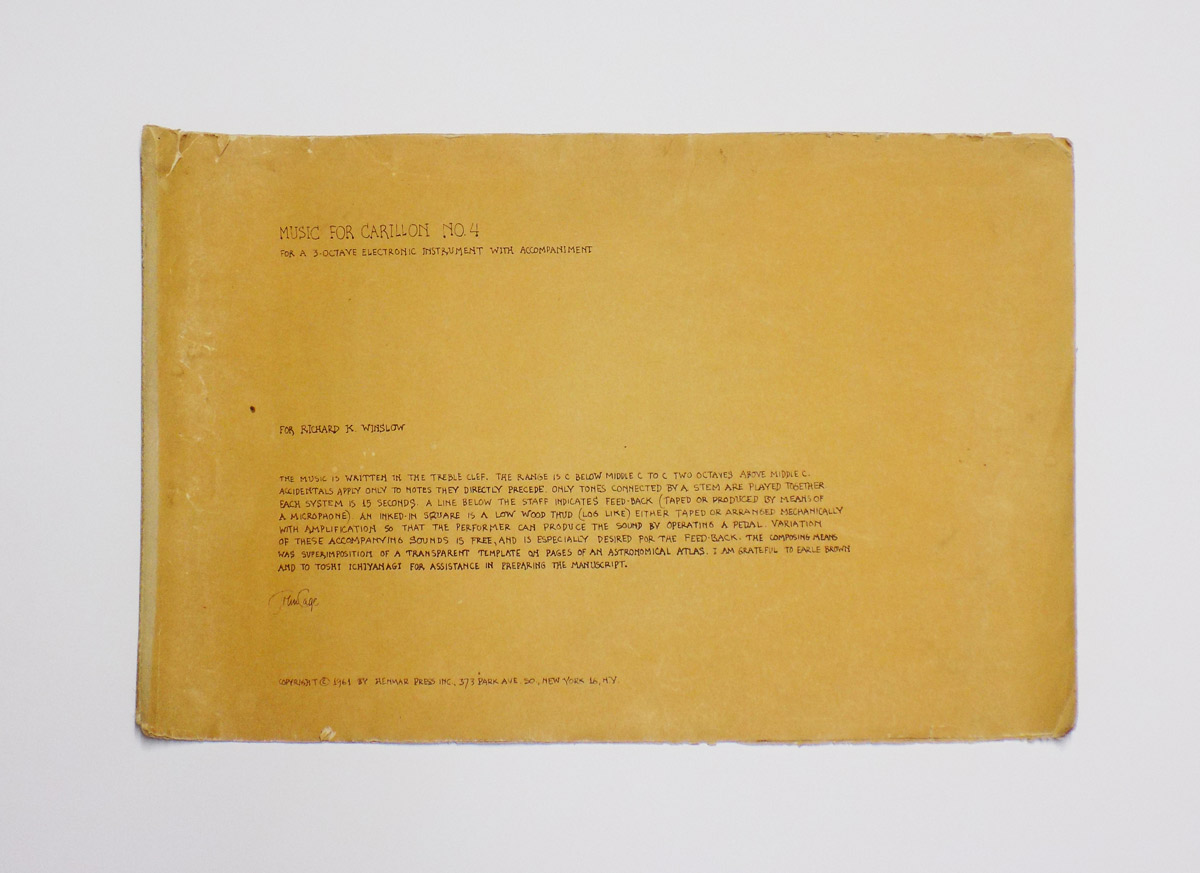 MUSIC FOR CARILLON NO. 4
FOR A 3-OCTAVE ELECTRONIC INSTRUMENT WITH ACCOMPANIMENT
FOR RICHARD K. WINSLOW
THE MUSIC IS WRITTEN IN THE TREBLE CLEF. THE RANGE IS C BELOW MIDDLE C TO C TWO OCTAVES ABOVE MIDDLE C.
ACCIDENTALS APPLY ONLY TO NOTES THEY DIRECTLY PRECEDE. ONLY TONES CONNECTED BY A STEM ARE PLAYED TOGETHER
EACH SYSTEM IS 15 SECONDS. A LINE BELOW THE STAFF INDICATES FEED-BACK (TAPED OR PRODUCED BY MEANS OF
A MICROPHONE). AN INKED-IN SQUARE IS A LOW WOOD THUD (LOG LIKE) EITHER TAPED OR ARRANGED MECHANICALLY
WITH AMPLIFICATION SO THAT THE PERFORMER CAN PRODUCE THE SOUND BY OPERATING A PEDAL. VARIATION
OF THESE ACCOMPANYING SOUNDS IS FREE, AND IS ESPECIALLY DESIRED FOR THE FEED-BACK. THE COMPOSING MEANS
WAS SUPERIMPOSITION OF A TRANSPARENT TEMPLATE ON PAGES OF AN ASTRONOMICAL ATLAS. I AM GRATEFUL TO EARLE BROWN
AND TO TOSHI ICHIYANAGI FOR ASSISTANCE IN PREPARING THE MANUSCRIPT.
John Cage
COPYRIGHT © 1961 BY HENMAR PRESS INC., 373 PARK AVE. SO., NEW YORK 16, N.Y.